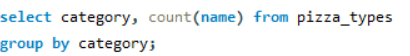 select category, count(name) from pizza_types
group by category;